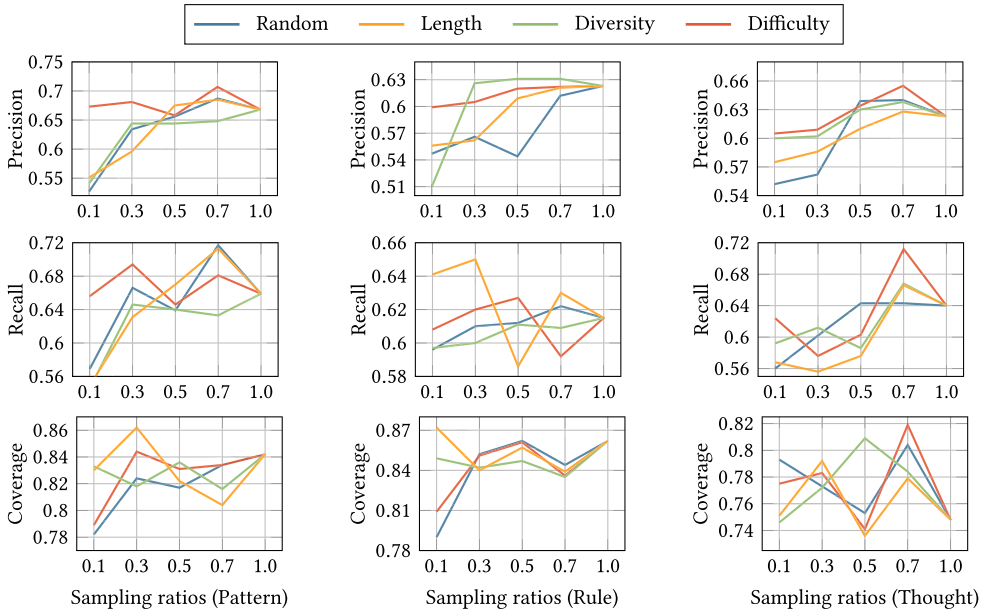 Random Length Diversity Difficulty
Precision
0.75
0.7
0.65
0.6
0.55
0.1 0.3 0.5 0.7 1.0
Precision
0.63
0.6
0.57
0.54
0.51
0.1 0.3 0.5 0.7 1.0
Precision
0.66
0.63
0.6
0.57
0.54
0.1 0.3 0.5 0.7 1.0
Recall
0.72
0.68
0.64
0.6
0.56
0.1 0.3 0.5 0.7 1.0
Recall
0.66
0.64
0.62
0.6
0.58
0.1 0.3 0.5 0.7 1.0
Recall
0.72
0.68
0.64
0.6
0.56
0.1 0.3 0.5 0.7 1.0
Coverage
0.86
0.84
0.82
0.8
0.78
0.1 0.3 0.5 0.7 1.0
Sampling ratios (Pattern)
Coverage
0.87
0.84
0.81
0.78
0.1 0.3 0.5 0.7 1.0
Sampling ratios (Rule)
Coverage
0.82
0.8
0.78
0.76
0.74
0.1 0.3 0.5 0.7 1.0
Sampling ratios (Thought)